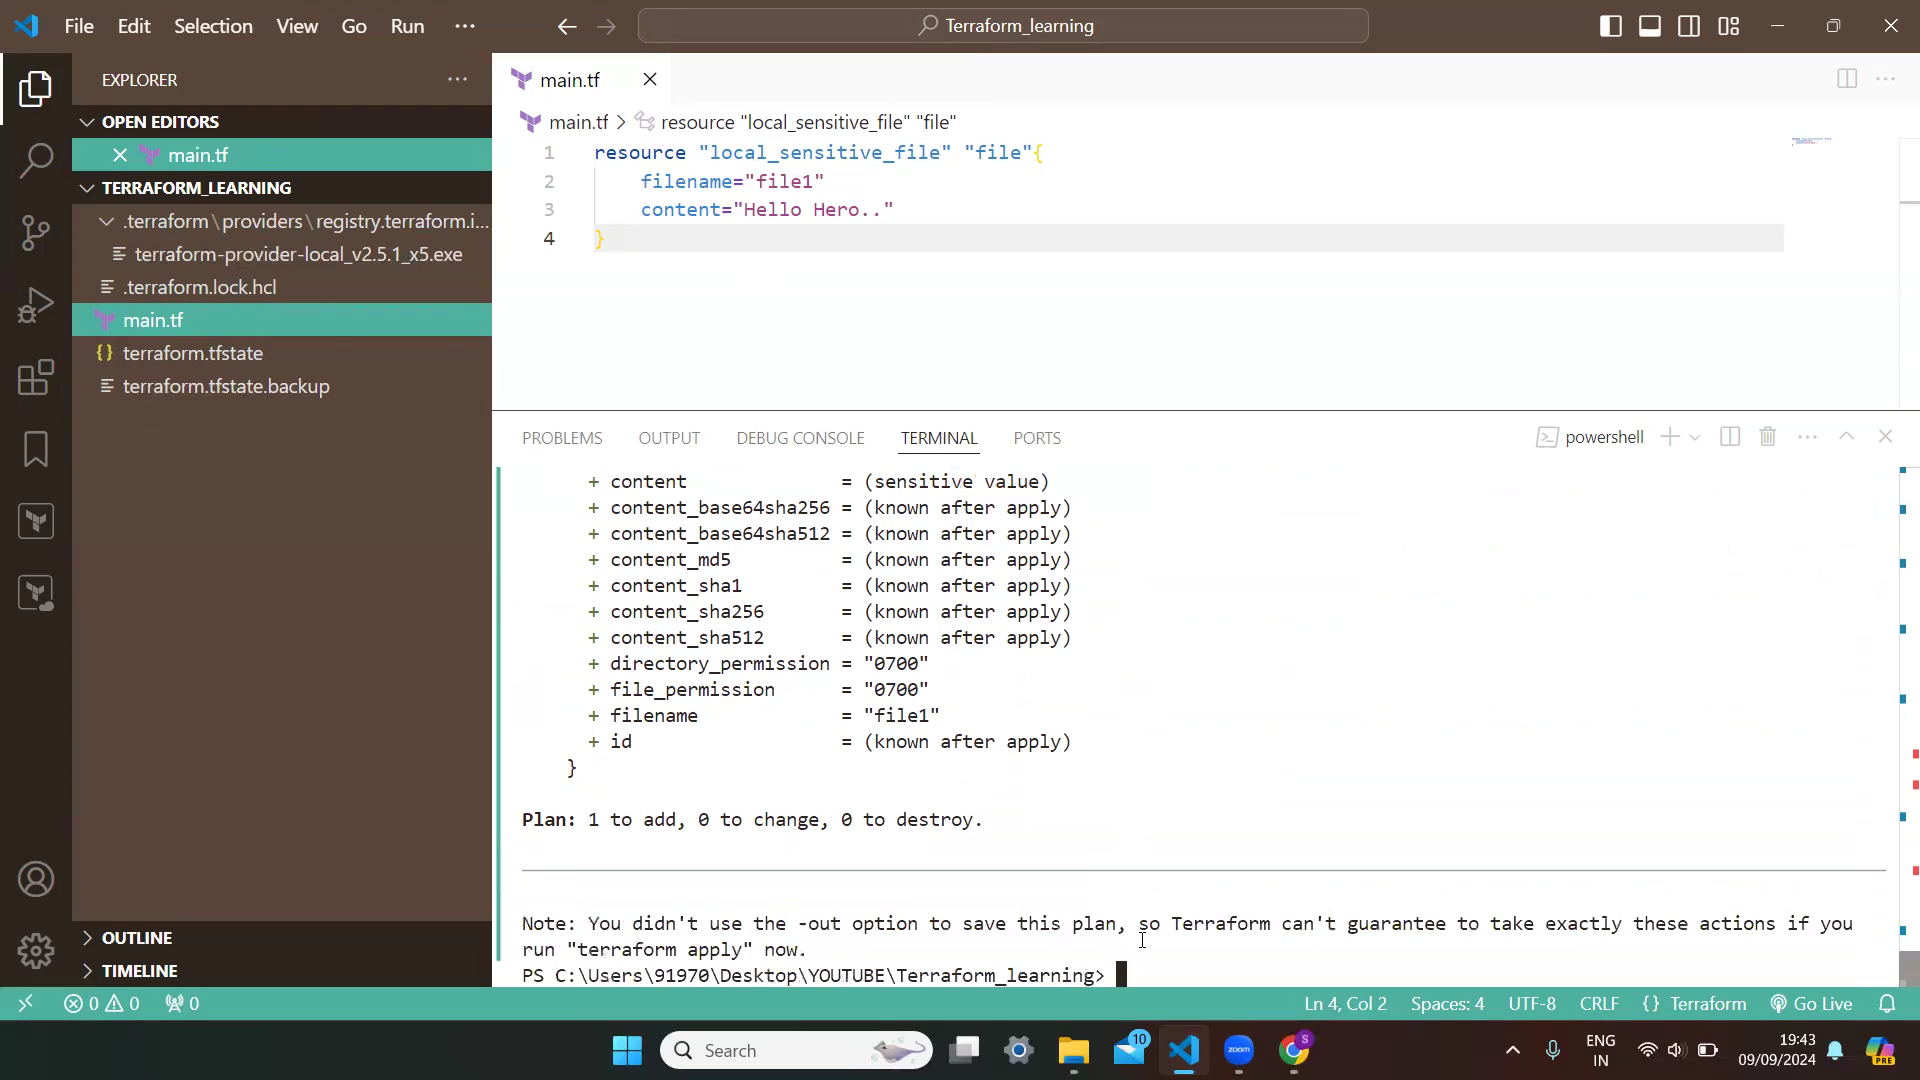 File Edit Selection View Go Run ···
Terraform_learning
EXPLORER ···
OPEN EDITORS
main.tf
TERRAFORM_LEARNING
.terraform\providers\registry.terraform.i...
terraform-provider-local_v2.5.1_x5.exe
.terraform.lock.hcl
main.tf
{} terraform.tfstate
terraform.tfstate.backup
OUTLINE
TIMELINE
main.tf
main.tf > resource "local_sensitive_file" "file"
1 resource "local_sensitive_file" "file"{
2 filename="file1"
3 content="Hello Hero.."
4 }
PROBLEMS OUTPUT DEBUG CONSOLE TERMINAL PORTS
powershell
+ content = (sensitive value)
+ content_base64sha256 = (known after apply)
+ content_base64sha512 = (known after apply)
+ content_md5 = (known after apply)
+ content_sha1 = (known after apply)
+ content_sha256 = (known after apply)
+ content_sha512 = (known after apply)
+ directory_permission = "0700"
+ file_permission = "0700"
+ filename = "file1"
+ id = (known after apply)
}
Plan: 1 to add, 0 to change, 0 to destroy.
Note: You didn't use the -out option to save this plan, so Terraform can't guarantee to take exactly these actions if you
run "terraform apply" now.
PS C:\Users\91970\Desktop\YOUTUBE\Terraform_learning>
0 0 0
Ln 4, Col 2 Spaces: 4 UTF-8 CRLF {} Terraform Go Live
Search
10
zoom
S
ENG
IN
19:43
09/09/2024
PRE